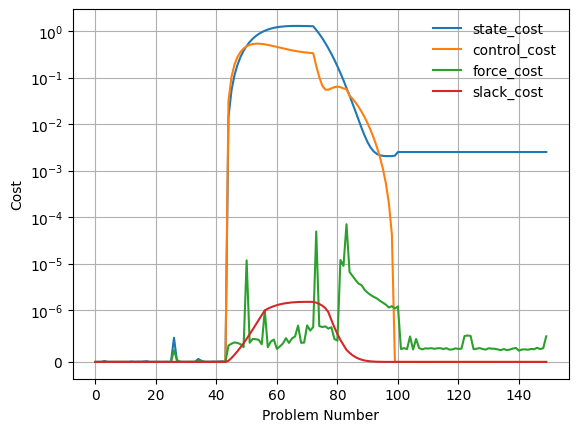 10⁰
10⁻¹
10⁻²
10⁻³
10⁻⁴
10⁻⁵
10⁻⁶
0
Cost
state_cost
control_cost
force_cost
slack_cost
0 20 40 60 80 100 120 140
Problem Number